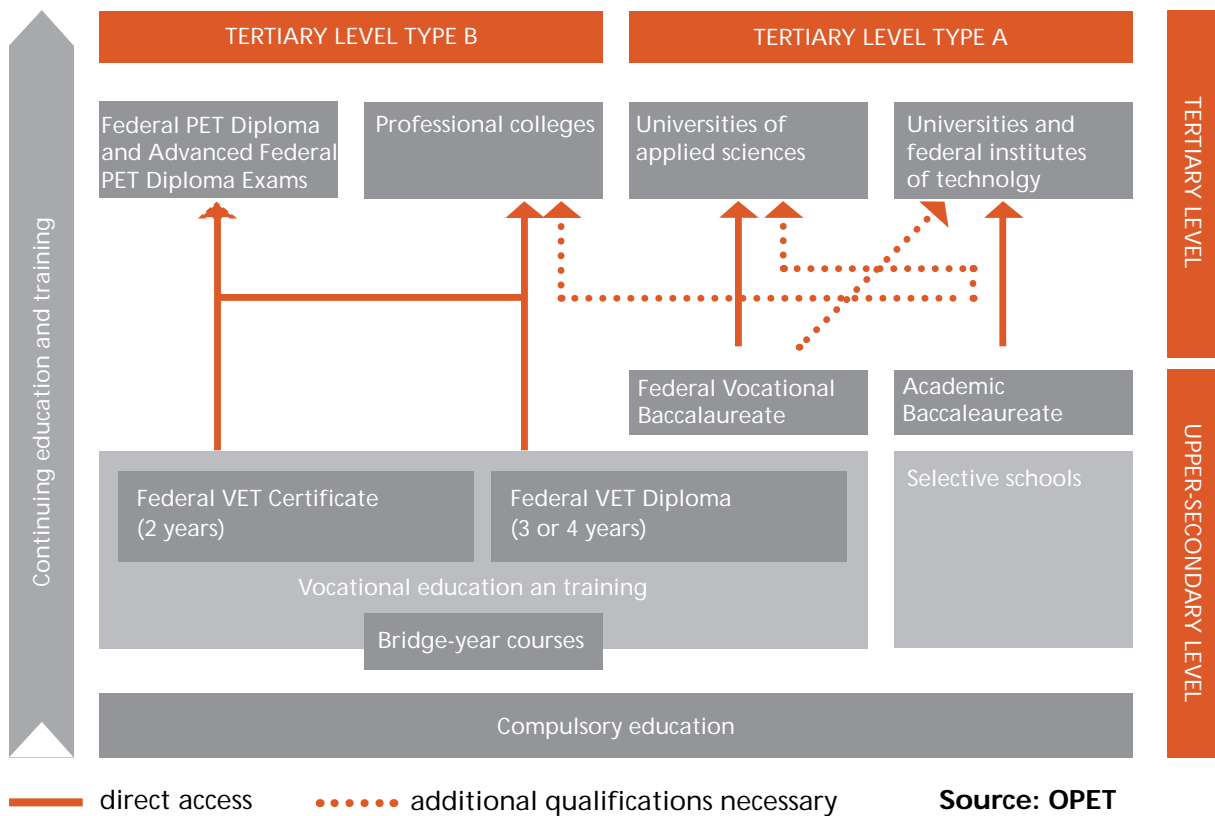 TERTIARY LEVEL TYPE B
TERTIARY LEVEL TYPE A
Federal PET Diploma
and Advanced Federal
PET Diploma Exams
Professional colleges
Universities of
applied sciences
Universities and
federal institutes
of technolgy
TERTIARY LEVEL
Continuing education and training
Federal Vocational
Baccalaureate
Academic
Baccaleaureate
UPPER-SECONDARY LEVEL
Federal VET Certificate
(2 years)
Federal VET Diploma
(3 or 4 years)
Selective schools
Vocational education an training
Bridge-year courses
Compulsory education
direct access
additional qualifications necessary
Source: OPET